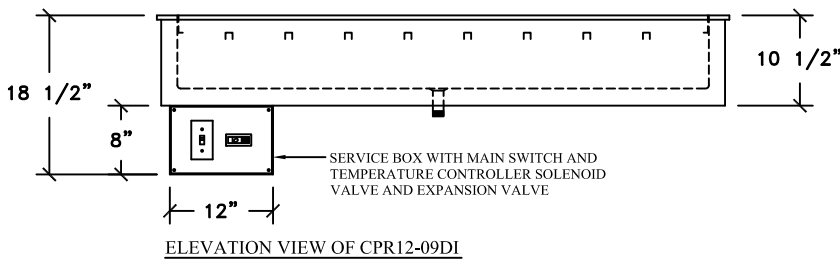 18 1/2”
10 1/2”
8”
SERVICE BOX WITH MAIN SWITCH AND
TEMPERATURE CONTROLLER SOLENOID
VALVE AND EXPANSION VALVE
12”
ELEVATION VIEW OF CPR12-09DI